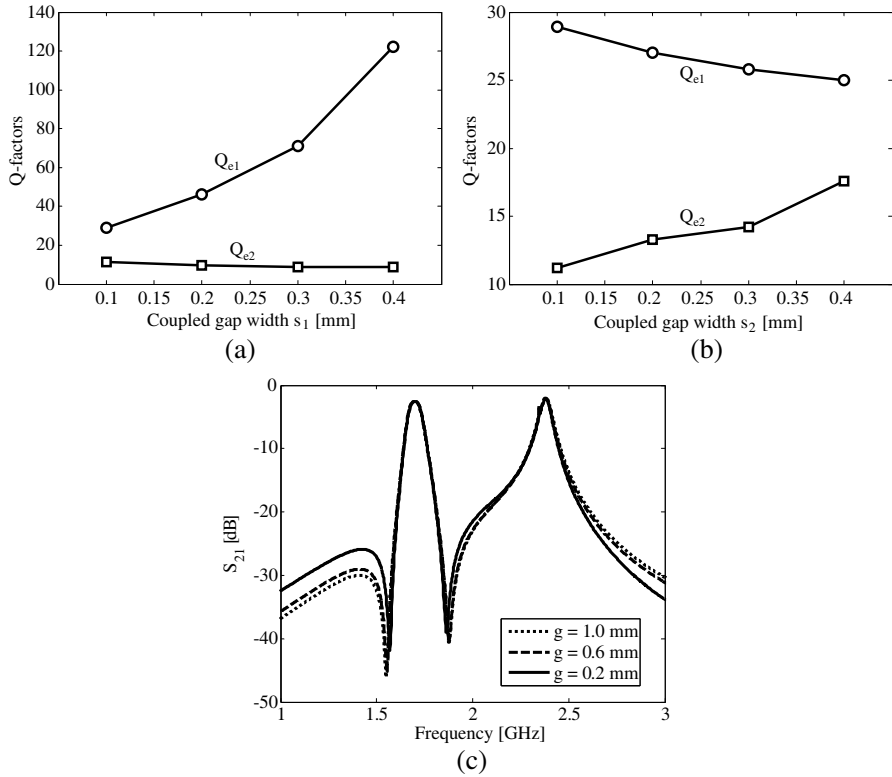 140
120
100
80
60
40
20
0
Q-factors
Qe1
Qe2
0.1 0.15 0.2 0.25 0.3 0.35 0.4
Coupled gap width s1 [mm]
(a)
30
25
20
15
10
Q-factors
Qe1
Qe2
0.1 0.15 0.2 0.25 0.3 0.35 0.4
Coupled gap width s2 [mm]
(b)
0
-10
-20
-30
-40
-50
S21 [dB]
g = 1.0 mm
g = 0.6 mm
g = 0.2 mm
1 1.5 2 2.5 3
Frequency [GHz]
(c)